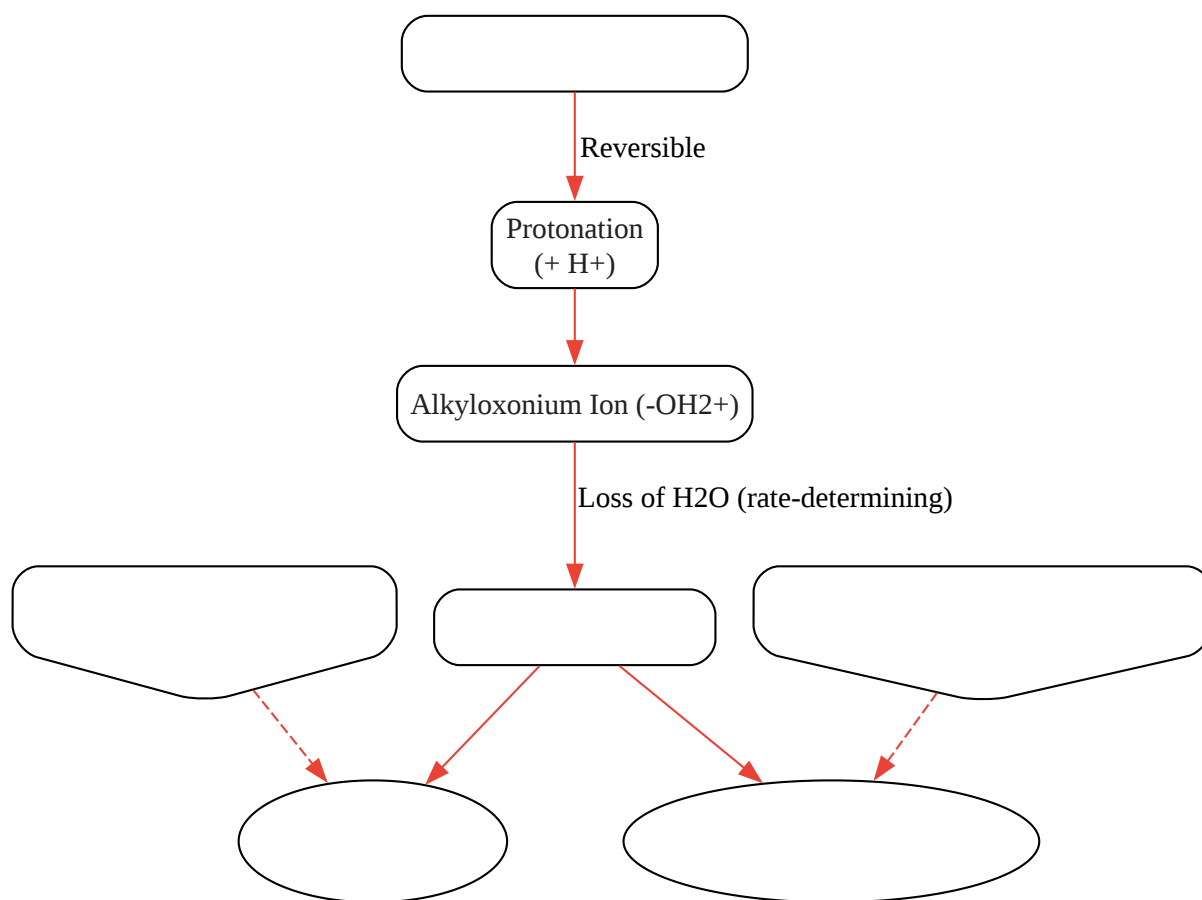 Reversible
Protonation
(+ H+)
Alkyloxonium Ion (-OH2+)
Loss of H2O (rate-determining)